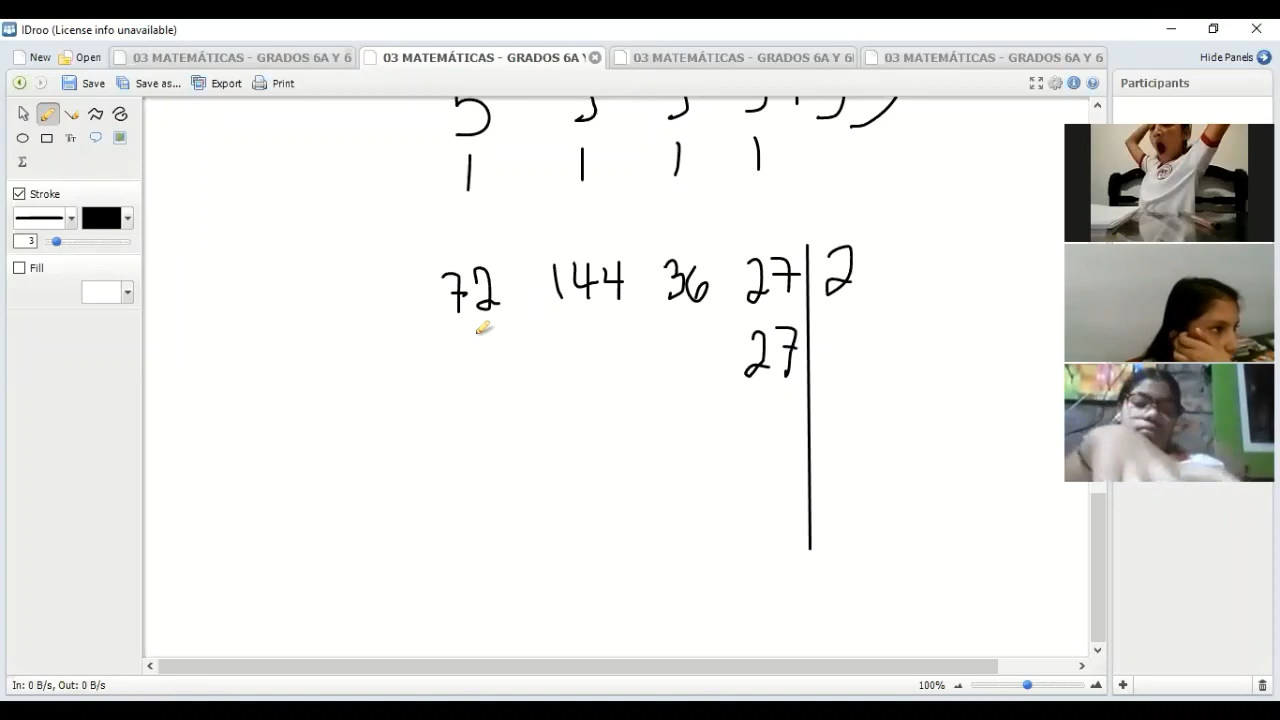 IDroo (License info unavailable)
New Open 03 MATEMÁTICAS - GRADOS 6A Y 6 03 MATEMÁTICAS - GRADOS 6A Y 03 MATEMÁTICAS - GRADOS 6A Y 6 03 MATEMÁTICAS - GRADOS 6A Y 6 Hide Panels
Save Save as... Export Print Participants
Tт
Σ
Stroke
3
Fill
5
1 1 1 1
72 144 36 27 2
27
In: 0 B/s, Out: 0 B/s 100%